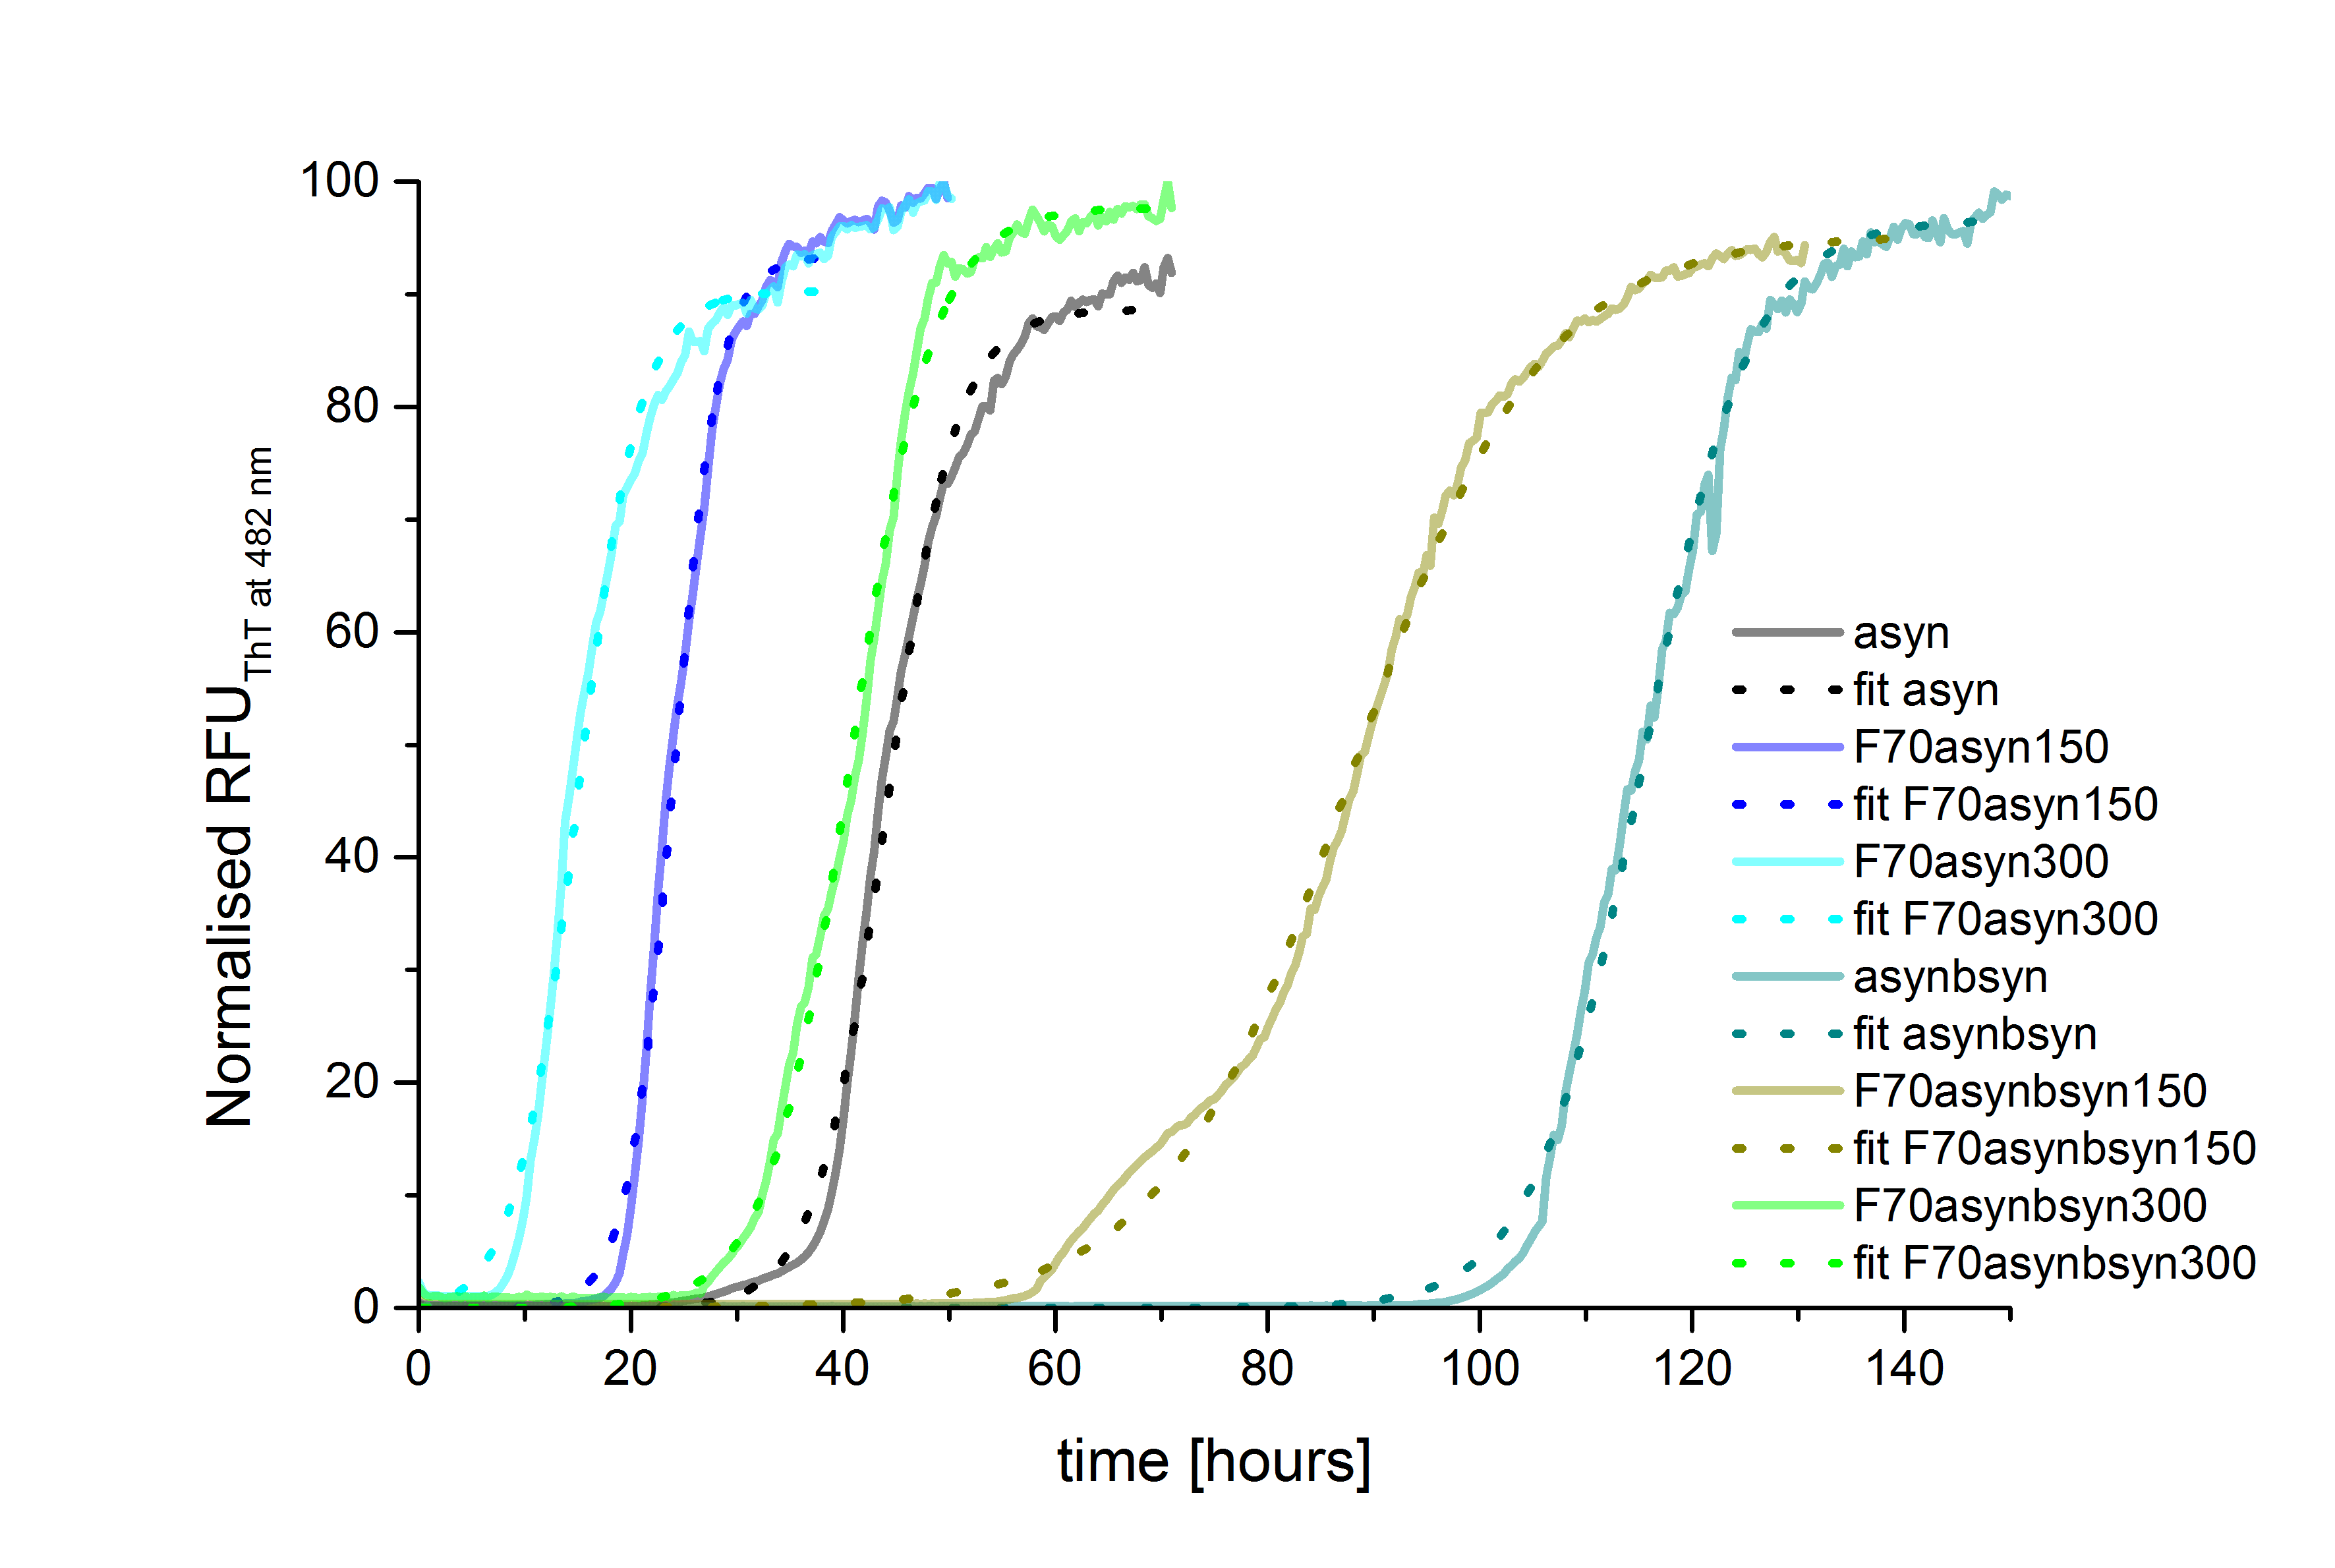 100
80
60
40
20
0
Normalised RFU ThT at 482 nm
0 20 40 60 80 100 120 140
time [hours]
asyn
fit asyn
F70asyn150
fit F70asyn150
F70asyn300
fit F70asyn300
asynbsyn
fit asynbsyn
F70asynbsyn150
fit F70asynbsyn150
F70asynbsyn300
fit F70asynbsyn300